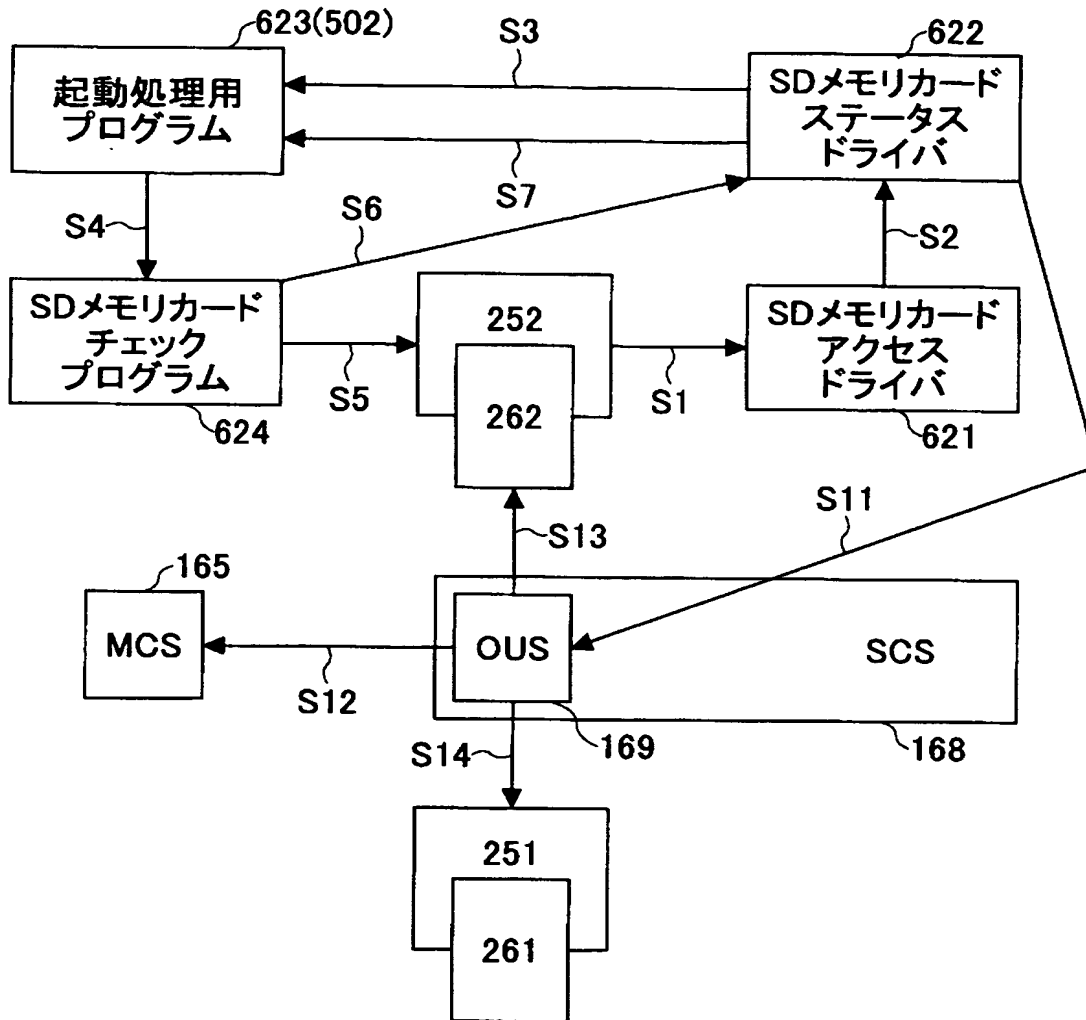 623(502)
起動処理用
プログラム
S3
S7
622
SDメモリカード
ステータス
ドライバ
S4
S6
S2
SDメモリカード
チェック
プログラム
624
S5
252
262
S1
SDメモリカード
アクセス
ドライバ
621
S13
S11
165
MCS
S12
OUS
SCS
169
168
S14
251
261